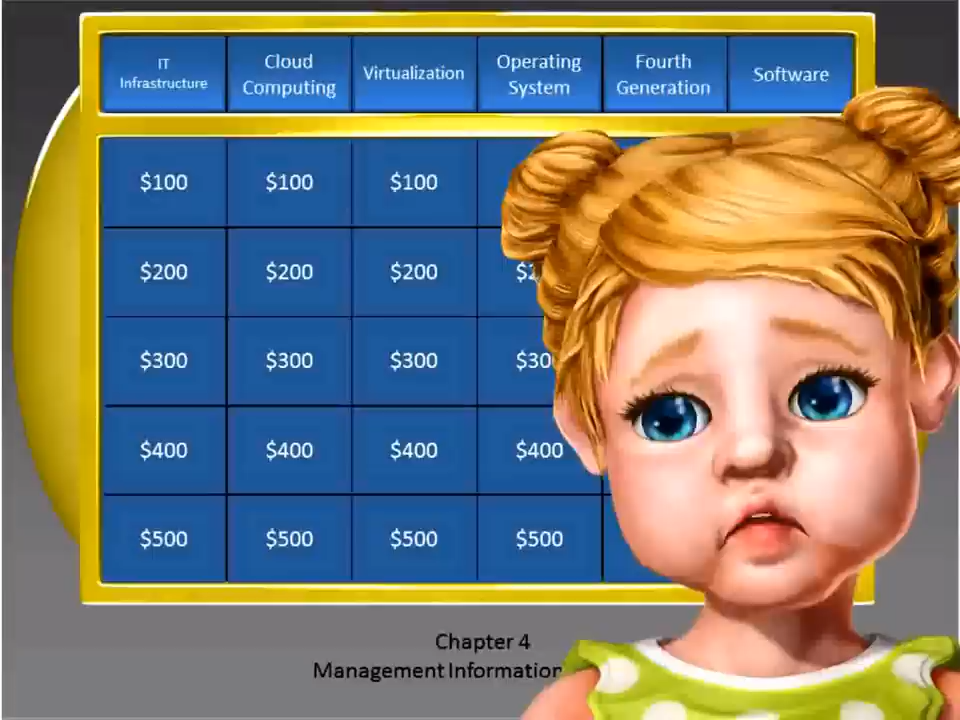 IT
Infrastructure
Cloud
Computing
Virtualization
Operating
System
Fourth
Generation
Software
$100 $100 $100
$200 $200 $200
$300 $300 $300
$400 $400 $400 $400
$500 $500 $500 $500
Chapter 4
Management Information